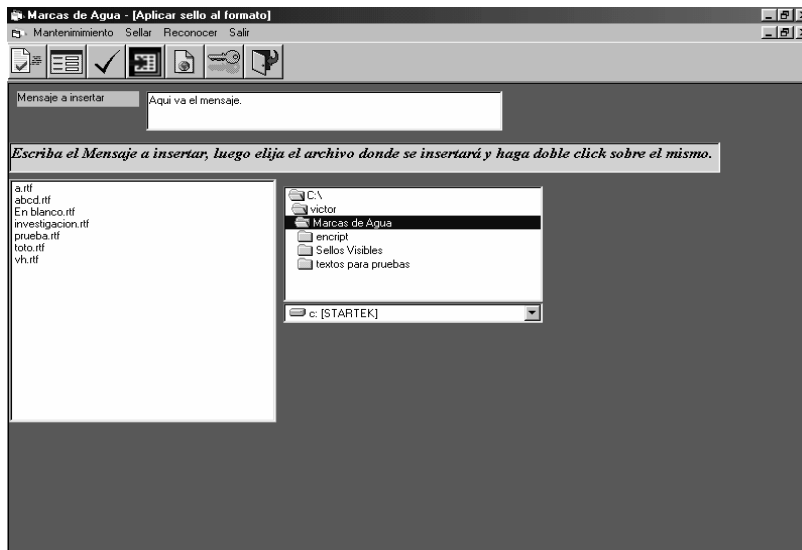 Marcas de Agua - [Aplicar sello al formato]
Mantenimimiento Sellar Reconocer Salir
Mensaje a insertar
Aqui va el mensaje.
Escriba el Mensaje a insertar, luego elija el archivo donde se insertará y haga doble click sobre el mismo.
a.rtf
abcd.rtf
En blanco.rtf
investigacion.rtf
prueba.rtf
toto.rtf
vh.rtf
C:\
victor
Marcas de Agua
encript
Sellos Visibles
textos para pruebas
c: [STARTEK]